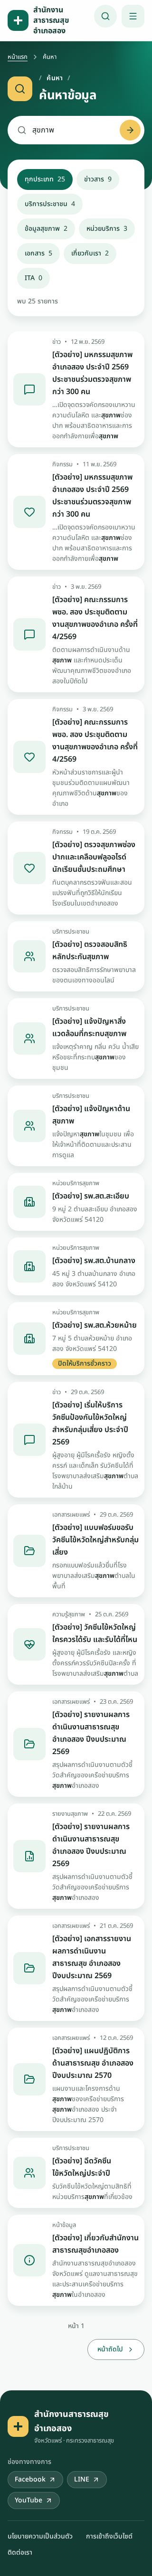 สำนักงาน
สาธารณสุข
อำเภอสอง
หน้าแรก › ค้นหา
/ ค้นหา /
ค้นหาข้อมูล
สุขภาพ
ทุกประเภท 25
ข่าวสาร 9
บริการประชาชน 4
ข้อมูลสุขภาพ 2
หน่วยบริการ 3
เอกสาร 5
เกี่ยวกับเรา 2
ITA 0
พบ 25 รายการ
ข่าว • 12 พ.ย. 2569
[ตัวอย่าง] มหกรรมสุขภาพ
อำเภอสอง ประจำปี 2569
ประชาชนร่วมตรวจสุขภาพ
กว่า 300 คน
…เปิดจุดตรวจคัดกรองเบาหวาน
ความดันโลหิต และสุขภาพช่อง
ปาก พร้อมสาธิตอาหารและการ
ออกกำลังกายเพื่อสุขภาพ
กิจกรรม • 11 พ.ย. 2569
[ตัวอย่าง] มหกรรมสุขภาพ
อำเภอสอง ประจำปี 2569
ประชาชนร่วมตรวจสุขภาพ
กว่า 300 คน
…เปิดจุดตรวจคัดกรองเบาหวาน
ความดันโลหิต และสุขภาพช่อง
ปาก พร้อมสาธิตอาหารและการ
ออกกำลังกายเพื่อสุขภาพ
ข่าว • 3 พ.ย. 2569
[ตัวอย่าง] คณะกรรมการ
พชอ. สอง ประชุมติดตาม
งานสุขภาพของอำเภอ ครั้งที่
4/2569
ติดตามผลการดำเนินงานด้าน
สุขภาพ และกำหนดประเด็น
พัฒนาคุณภาพชีวิตของอำเภอ
สองในปีถัดไป
กิจกรรม • 3 พ.ย. 2569
[ตัวอย่าง] คณะกรรมการ
พชอ. สอง ประชุมติดตาม
งานสุขภาพของอำเภอ ครั้งที่
4/2569
หัวหน้าส่วนราชการและผู้นำ
ชุมชนร่วมติดตามแผนพัฒนา
คุณภาพชีวิตด้านสุขภาพของ
อำเภอ
กิจกรรม • 19 ต.ค. 2569
[ตัวอย่าง] ตรวจสุขภาพช่อง
ปากและเคลือบฟลูออไรด์
นักเรียนชั้นประถมศึกษา
ทันตบุคลากรตรวจฟันและสอน
แปรงฟันที่ถูกวิธีให้นักเรียน
โรงเรียนในเขตอำเภอสอง
บริการประชาชน
[ตัวอย่าง] ตรวจสอบสิทธิ
หลักประกันสุขภาพ
ตรวจสอบสิทธิการรักษาพยาบาล
ของตนเองทางออนไลน์
บริการประชาชน
[ตัวอย่าง] แจ้งปัญหาสิ่ง
แวดล้อมที่กระทบสุขภาพ
แจ้งเหตุรำคาญ กลิ่น ฝุ่น น้ำเสีย
หรือขยะที่กระทบสุขภาพของ
ชุมชน
บริการประชาชน
[ตัวอย่าง] แจ้งปัญหาด้าน
สุขภาพ
แจ้งปัญหาสุขภาพในชุมชน เพื่อ
ให้เจ้าหน้าที่ติดตามและประสาน
การดูแล
หน่วยบริการสุขภาพ
[ตัวอย่าง] รพ.สต.สะเอียบ
9 หมู่ 2 ตำบลสะเอียบ อำเภอสอง
จังหวัดแพร่ 54120
หน่วยบริการสุขภาพ
[ตัวอย่าง] รพ.สต.บ้านกลาง
45 หมู่ 3 ตำบลบ้านกลาง อำเภอ
สอง จังหวัดแพร่ 54120
หน่วยบริการสุขภาพ
[ตัวอย่าง] รพ.สต.ห้วยหม้าย
7 หมู่ 5 ตำบลห้วยหม้าย อำเภอ
สอง จังหวัดแพร่ 54120
ปิดให้บริการชั่วคราว
ข่าว • 29 ต.ค. 2569
[ตัวอย่าง] เริ่มให้บริการ
วัคซีนป้องกันไข้หวัดใหญ่
สำหรับกลุ่มเสี่ยง ประจำปี
2569
ผู้สูงอายุ ผู้มีโรคเรื้อรัง หญิงตั้ง
ครรภ์ และเด็กเล็ก รับวัคซีนได้ที่
โรงพยาบาลส่งเสริมสุขภาพตำบล
ใกล้บ้าน
เอกสารเผยแพร่ • 29 ต.ค. 2569
[ตัวอย่าง] แบบฟอร์มขอรับ
วัคซีนไข้หวัดใหญ่สำหรับกลุ่ม
เสี่ยง
กรอกแบบฟอร์มแล้วยื่นที่โรง
พยาบาลส่งเสริมสุขภาพตำบลใน
พื้นที่
ความรู้สุขภาพ • 25 ต.ค. 2569
[ตัวอย่าง] วัคซีนไข้หวัดใหญ่
ใครควรได้รับ และรับได้ที่ไหน
ผู้สูงอายุ ผู้มีโรคเรื้อรัง และหญิง
ตั้งครรภ์ควรรับวัคซีนปีละครั้ง ที่
โรงพยาบาลส่งเสริมสุขภาพตำบล
เอกสารเผยแพร่ • 23 ต.ค. 2569
[ตัวอย่าง] รายงานผลการ
ดำเนินงานสาธารณสุข
อำเภอสอง ปีงบประมาณ
2569
สรุปผลการดำเนินงานตามตัวชี้
วัดสำคัญของเครือข่ายบริการ
สุขภาพอำเภอสอง
รายงานสุขภาพ • 22 ต.ค. 2569
[ตัวอย่าง] รายงานผลการ
ดำเนินงานสาธารณสุข
อำเภอสอง ปีงบประมาณ
2569
สรุปผลการดำเนินงานตามตัวชี้
วัดสำคัญของเครือข่ายบริการ
สุขภาพอำเภอสอง
เอกสารเผยแพร่ • 21 ต.ค. 2569
[ตัวอย่าง] เอกสารรายงาน
ผลการดำเนินงาน
สาธารณสุข อำเภอสอง
ปีงบประมาณ 2569
สรุปผลการดำเนินงานตามตัวชี้
วัดสำคัญของเครือข่ายบริการ
สุขภาพอำเภอสอง
เอกสารเผยแพร่ • 12 ต.ค. 2569
[ตัวอย่าง] แผนปฏิบัติการ
ด้านสาธารณสุข อำเภอสอง
ปีงบประมาณ 2570
แผนงานและโครงการด้าน
สุขภาพของเครือข่ายบริการ
สุขภาพอำเภอสอง ประจำ
ปีงบประมาณ 2570
บริการประชาชน
[ตัวอย่าง] ฉีดวัคซีน
ไข้หวัดใหญ่ประจำปี
รับวัคซีนไข้หวัดใหญ่ตามสิทธิที่
หน่วยบริการสุขภาพที่เกี่ยวข้อง
หน้าข้อมูล
[ตัวอย่าง] เกี่ยวกับสำนักงาน
สาธารณสุขอำเภอสอง
สำนักงานสาธารณสุขอำเภอสอง
จังหวัดแพร่ ดูแลงานสาธารณสุข
และประสานเครือข่ายบริการ
สุขภาพในอำเภอสอง
หน้า 1
หน้าถัดไป ›
สำนักงานสาธารณสุข
อำเภอสอง
จังหวัดแพร่ · กระทรวงสาธารณสุข
ช่องทางทางการ
Facebook ↗
LINE ↗
YouTube ↗
นโยบายความเป็นส่วนตัว
การเข้าถึงเว็บไซต์
ติดต่อเรา